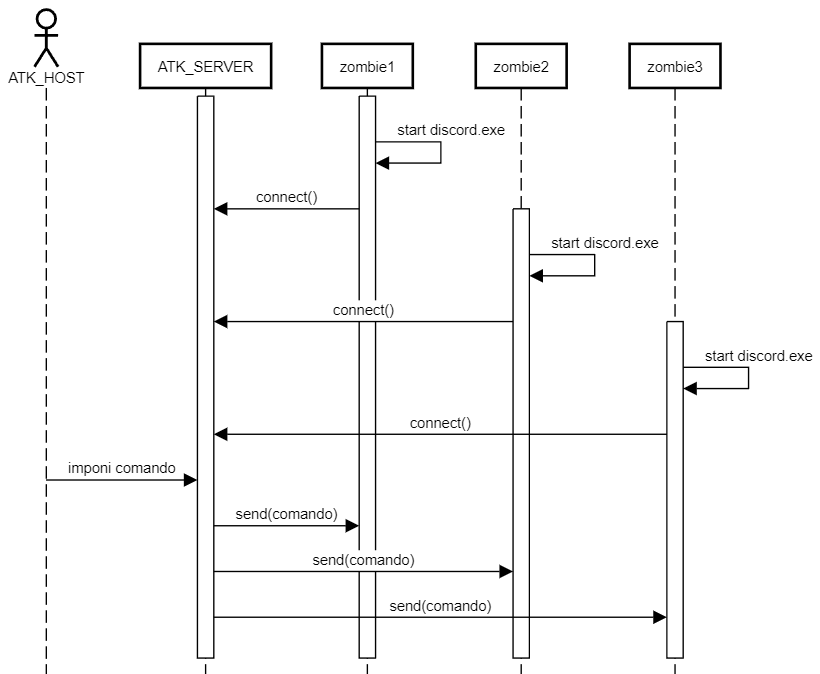 ATK_HOST
ATK_SERVER
zombie1
zombie2
zombie3
start discord.exe
connect()
start discord.exe
connect()
start discord.exe
connect()
imponi comando
send(comando)
send(comando)
send(comando)